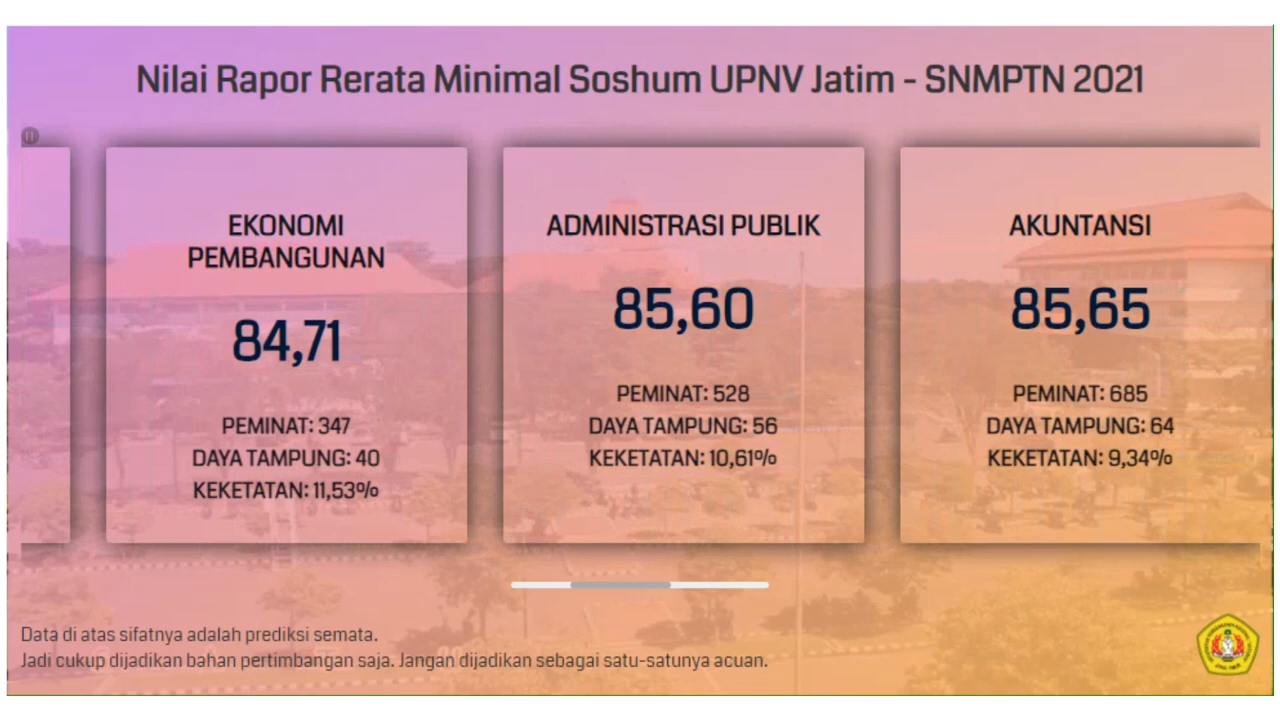 Nilai Rapor Rerata Minimal Soshum UPNV Jatim - SNMPTN 2021
EKONOMI
PEMBANGUNAN
84,71
PEMINAT: 347
DAYA TAMPUNG: 40
KEKETATAN: 11,53%
ADMINISTRASI PUBLIK
85,60
PEMINAT: 528
DAYA TAMPUNG: 56
KEKETATAN: 10,61%
AKUNTANSI
85,65
PEMINAT: 685
DAYA TAMPUNG: 64
KEKETATAN: 9,34%
Data di atas sifatnya adalah prediksi semata.
Jadi cukup dijadikan bahan pertimbangan saja. Jangan dijadikan sebagai satu-satunya acuan.